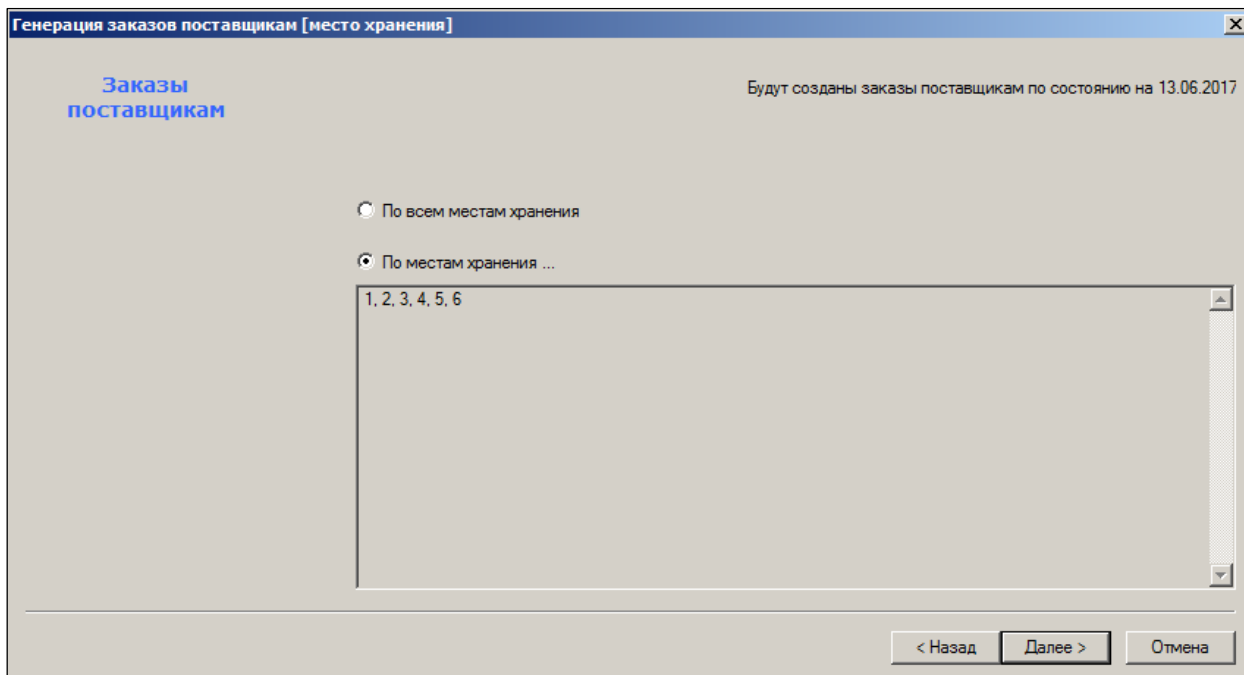 Генерация заказов поставщикам [место хранения]
Заказы
поставщикам
Будут созданы заказы поставщикам по состоянию на 13.06.2017
По всем местам хранения
По местам хранения ...
1, 2, 3, 4, 5, 6
< Назад
Далее >
Отмена